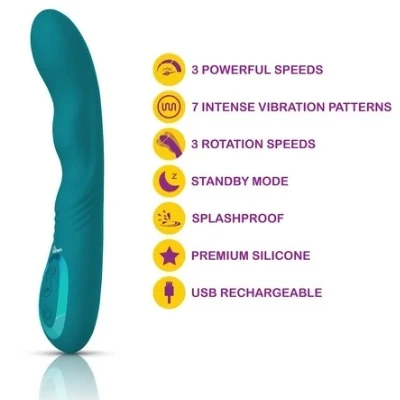 3 POWERFUL SPEEDS
7 INTENSE VIBRATION PATTERNS
3 ROTATION SPEEDS
Z
STANDBY MODE
SPLASHPROOF
PREMIUM SILICONE
USB RECHARGEABLE